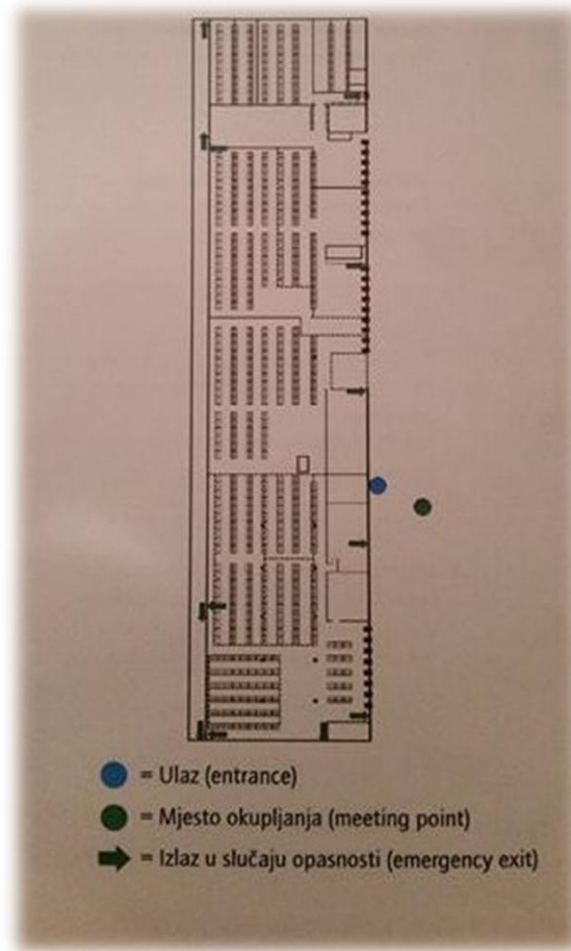 = Ulaz (entrance)
= Mjesto okupljanja (meeting point)
= Izlaz u slučaju opasnosti (emergency exit)